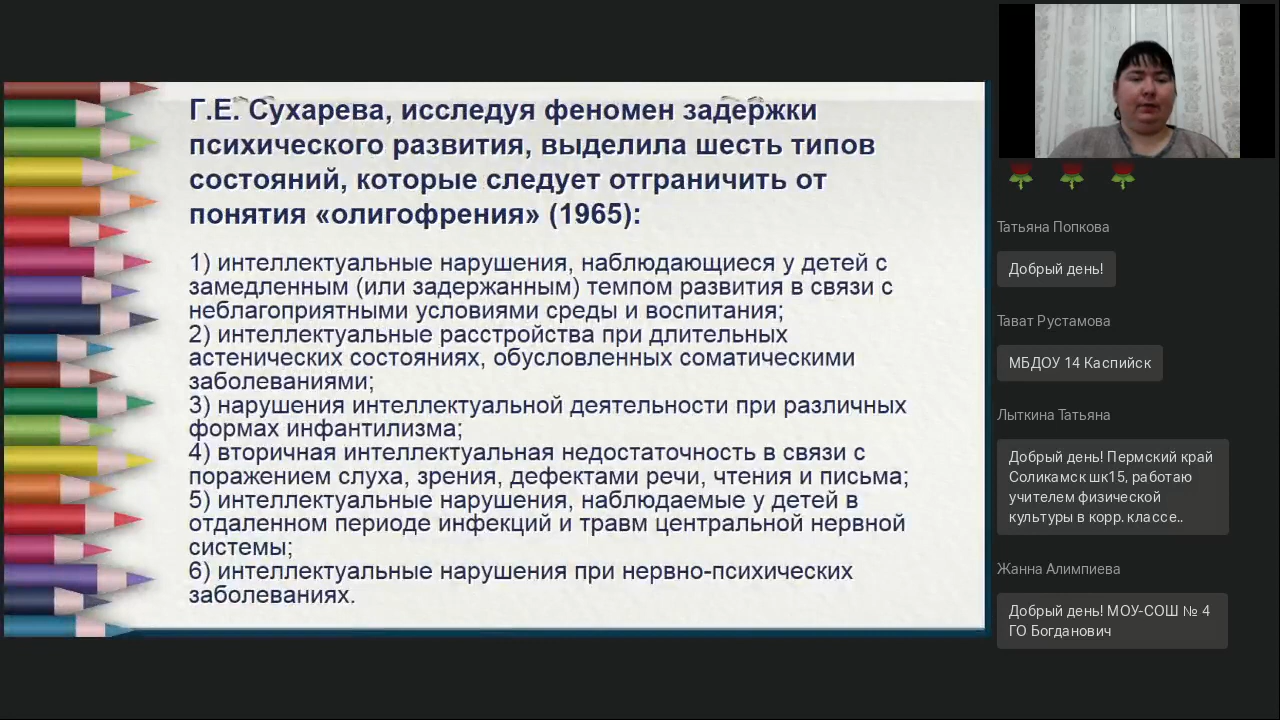 Г.Е. Сухарева, исследуя феномен задержки
психического развития, выделила шесть типов
состояний, которые следует отграничить от
понятия «олигофрения» (1965):
1) интеллектуальные нарушения, наблюдающиеся у детей с
замедленным (или задержанным) темпом развития в связи с
неблагоприятными условиями среды и воспитания;
2) интеллектуальные расстройства при длительных
астенических состояниях, обусловленных соматическими
заболеваниями;
3) нарушения интеллектуальной деятельности при различных
формах инфантилизма;
4) вторичная интеллектуальная недостаточность в связи с
поражением слуха, зрения, дефектами речи, чтения и письма;
5) интеллектуальные нарушения, наблюдаемые у детей в
отдаленном периоде инфекций и травм центральной нервной
системы;
6) интеллектуальные нарушения при нервно-психических
заболеваниях.
Татьяна Попкова
Добрый день!
Тават Рустамова
МБДОУ 14 Каспийск
Лыткина Татьяна
Добрый день! Пермский край
Соликамск шк15, работаю
учителем физической
культуры в корр. классе..
Жанна Алимпиева
Добрый день! МОУ-СОШ № 4
ГО Богданович